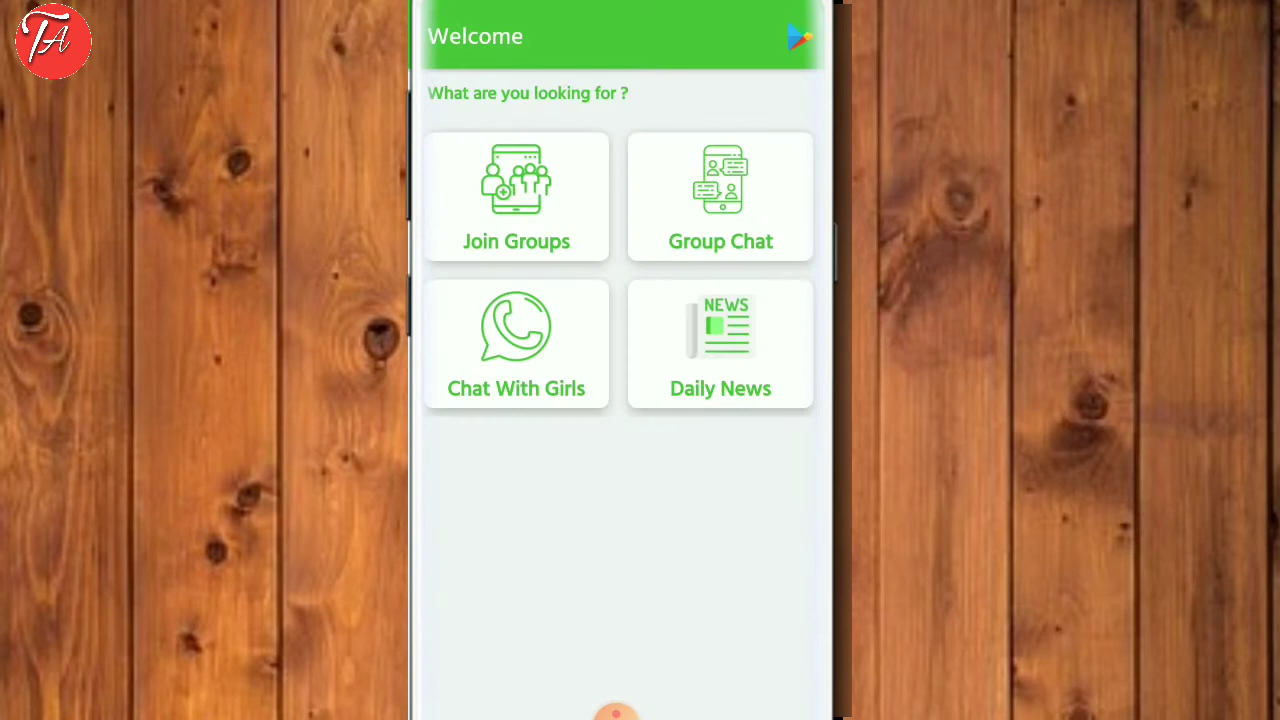 TA
Welcome
What are you looking for ?
Join Groups
Group Chat
NEWS
Chat With Girls
Daily News